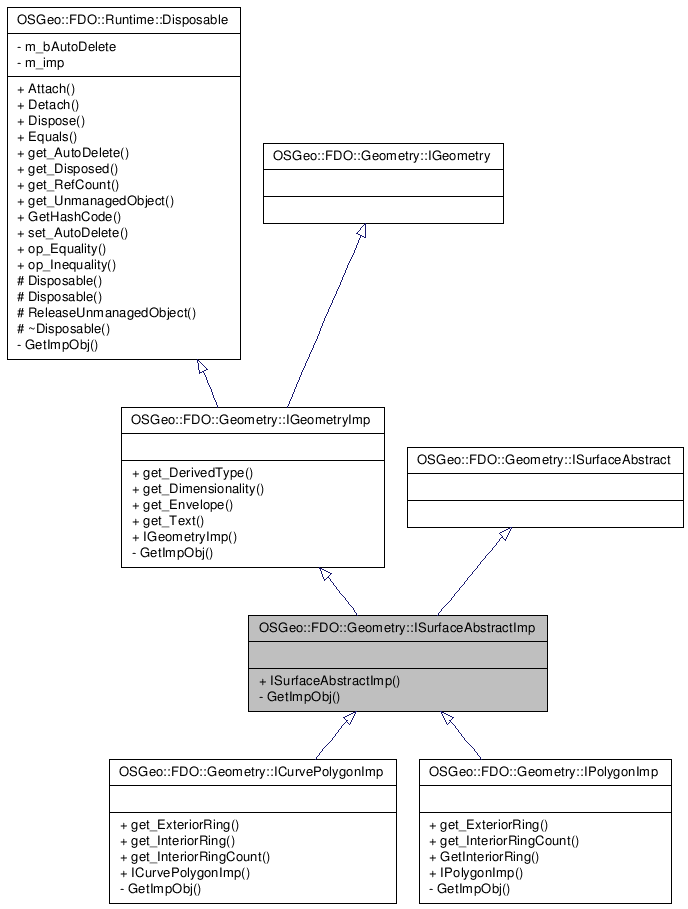 OSGeo::FDO::Runtime::Disposable
- m_bAutoDelete
- m_imp
+ Attach()
+ Detach()
+ Dispose()
+ Equals()
+ get_AutoDelete()
+ get_Disposed()
+ get_RefCount()
+ get_UnmanagedObject()
+ GetHashCode()
+ set_AutoDelete()
+ op_Equality()
+ op_Inequality()
# Disposable()
# Disposable()
# ReleaseUnmanagedObject()
# ~Disposable()
- GetImpObj()
OSGeo::FDO::Geometry::IGeometry
OSGeo::FDO::Geometry::IGeometryImp
+ get_DerivedType()
+ get_Dimensionality()
+ get_Envelope()
+ get_Text()
+ IGeometryImp()
- GetImpObj()
OSGeo::FDO::Geometry::ISurfaceAbstract
OSGeo::FDO::Geometry::ISurfaceAbstractImp
+ ISurfaceAbstractImp()
- GetImpObj()
OSGeo::FDO::Geometry::ICurvePolygonImp
+ get_ExteriorRing()
+ get_InteriorRing()
+ get_InteriorRingCount()
+ ICurvePolygonImp()
- GetImpObj()
OSGeo::FDO::Geometry::IPolygonImp
+ get_ExteriorRing()
+ get_InteriorRingCount()
+ GetInteriorRing()
+ IPolygonImp()
- GetImpObj()